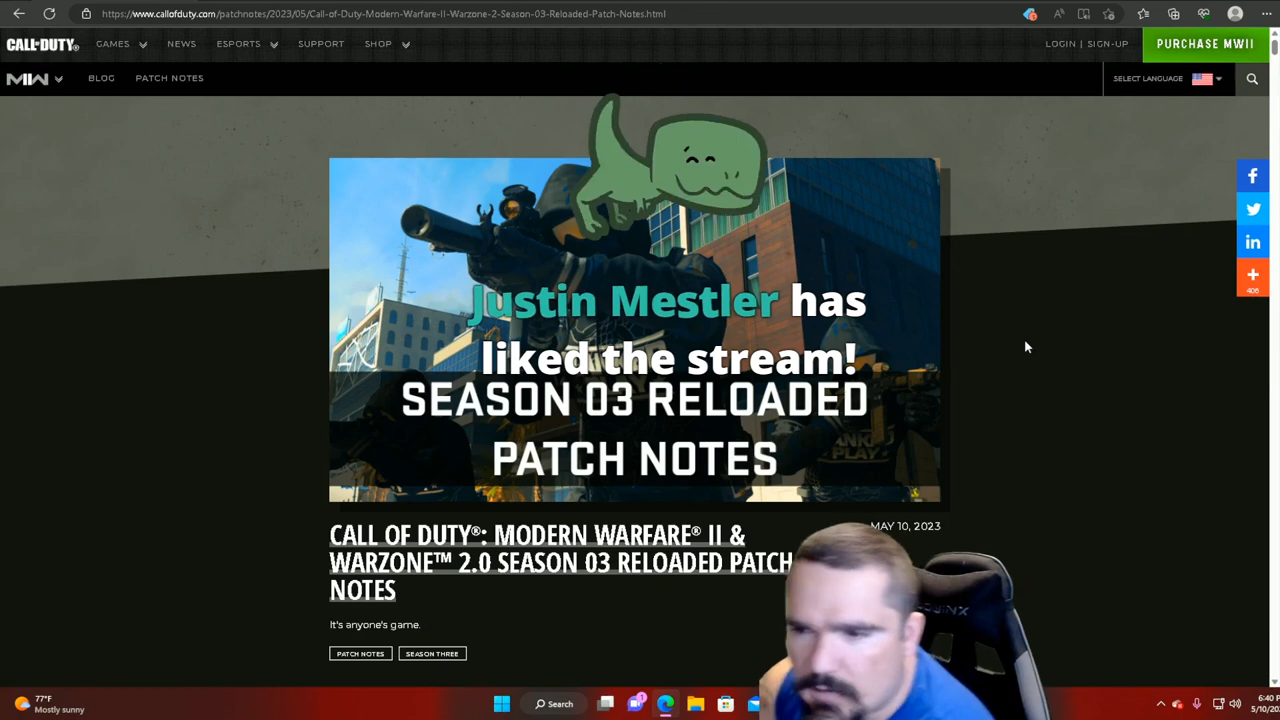 https://www.callofduty.com/patchnotes/2023/05/Call-of-Duty-Modern-Warfare-II-Warzone-2-Season-03-Reloaded-Patch-Notes.html
CALL OF DUTY®
GAMES NEWS ESPORTS SUPPORT SHOP
LOGIN | SIGN-UP
PURCHASE MWII
MWII BLOG PATCH NOTES
SELECT LANGUAGE
Justin Mestler has
liked the stream!
SEASON 03 RELOADED
PATCH NOTES
406
MAY 10, 2023
CALL OF DUTY®: MODERN WARFARE® II &
WARZONE™ 2.0 SEASON 03 RELOADED PATCH
NOTES
It's anyone's game.
PATCH NOTES SEASON THREE
77°F
Mostly sunny
Search
6:40 P